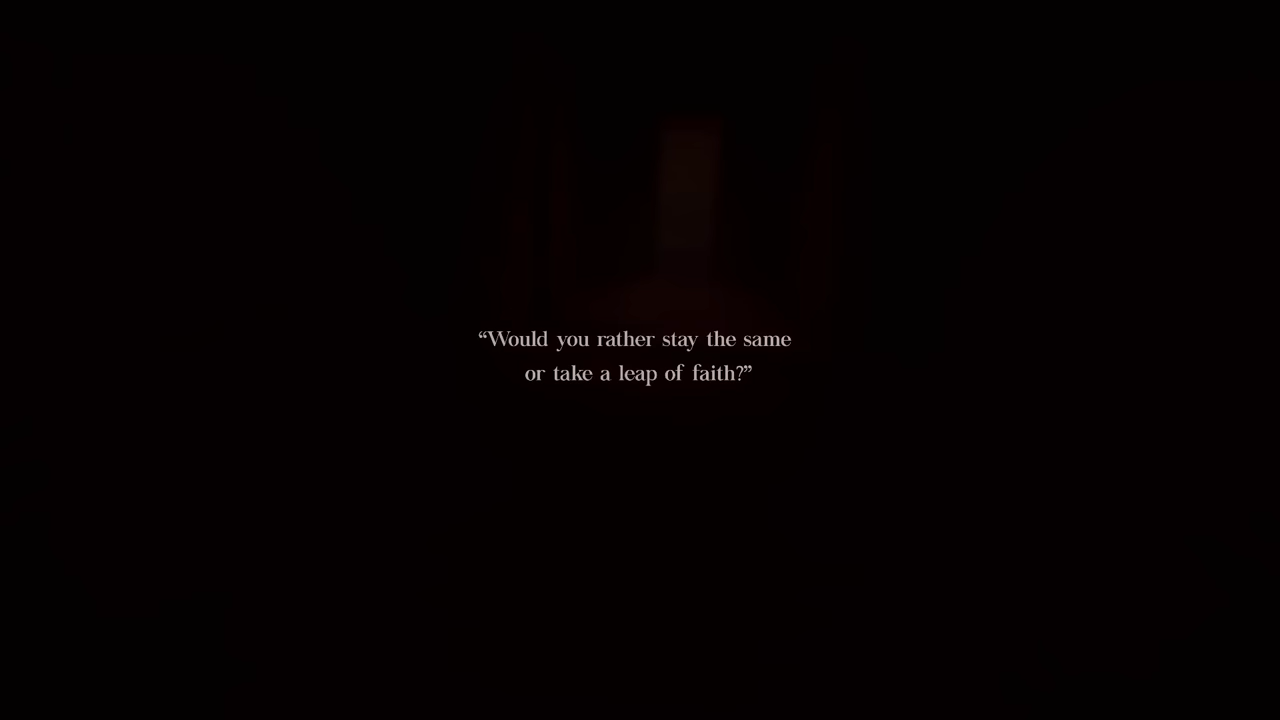 “Would you rather stay the same
or take a leap of faith?”